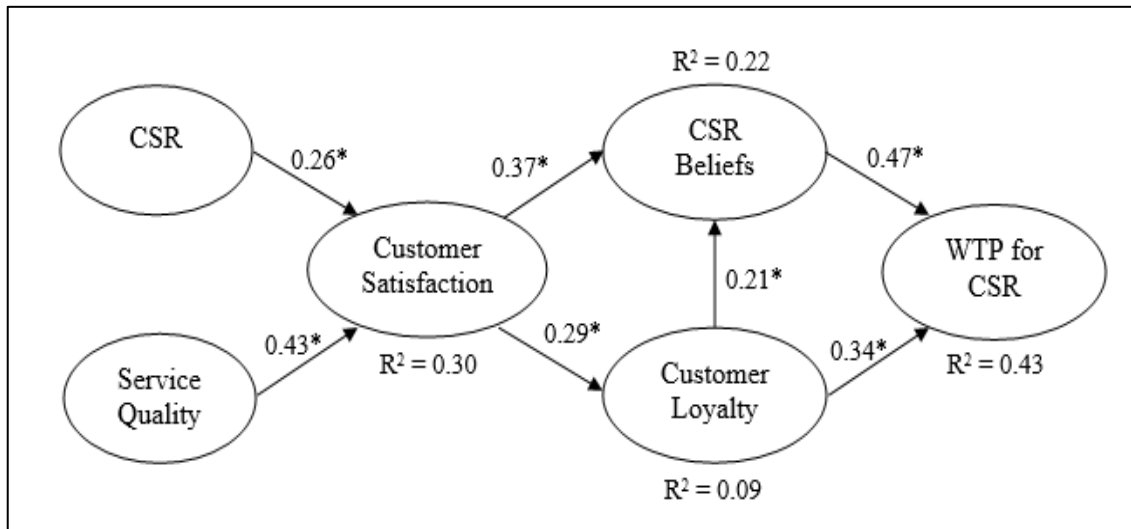 R² = 0.22
CSR
CSR
Beliefs
0.26*
0.37*
0.47*
Customer
Satisfaction
WTP for
CSR
0.21*
0.43*
0.29*
0.34*
R² = 0.30
R² = 0.43
Service
Quality
Customer
Loyalty
R² = 0.09